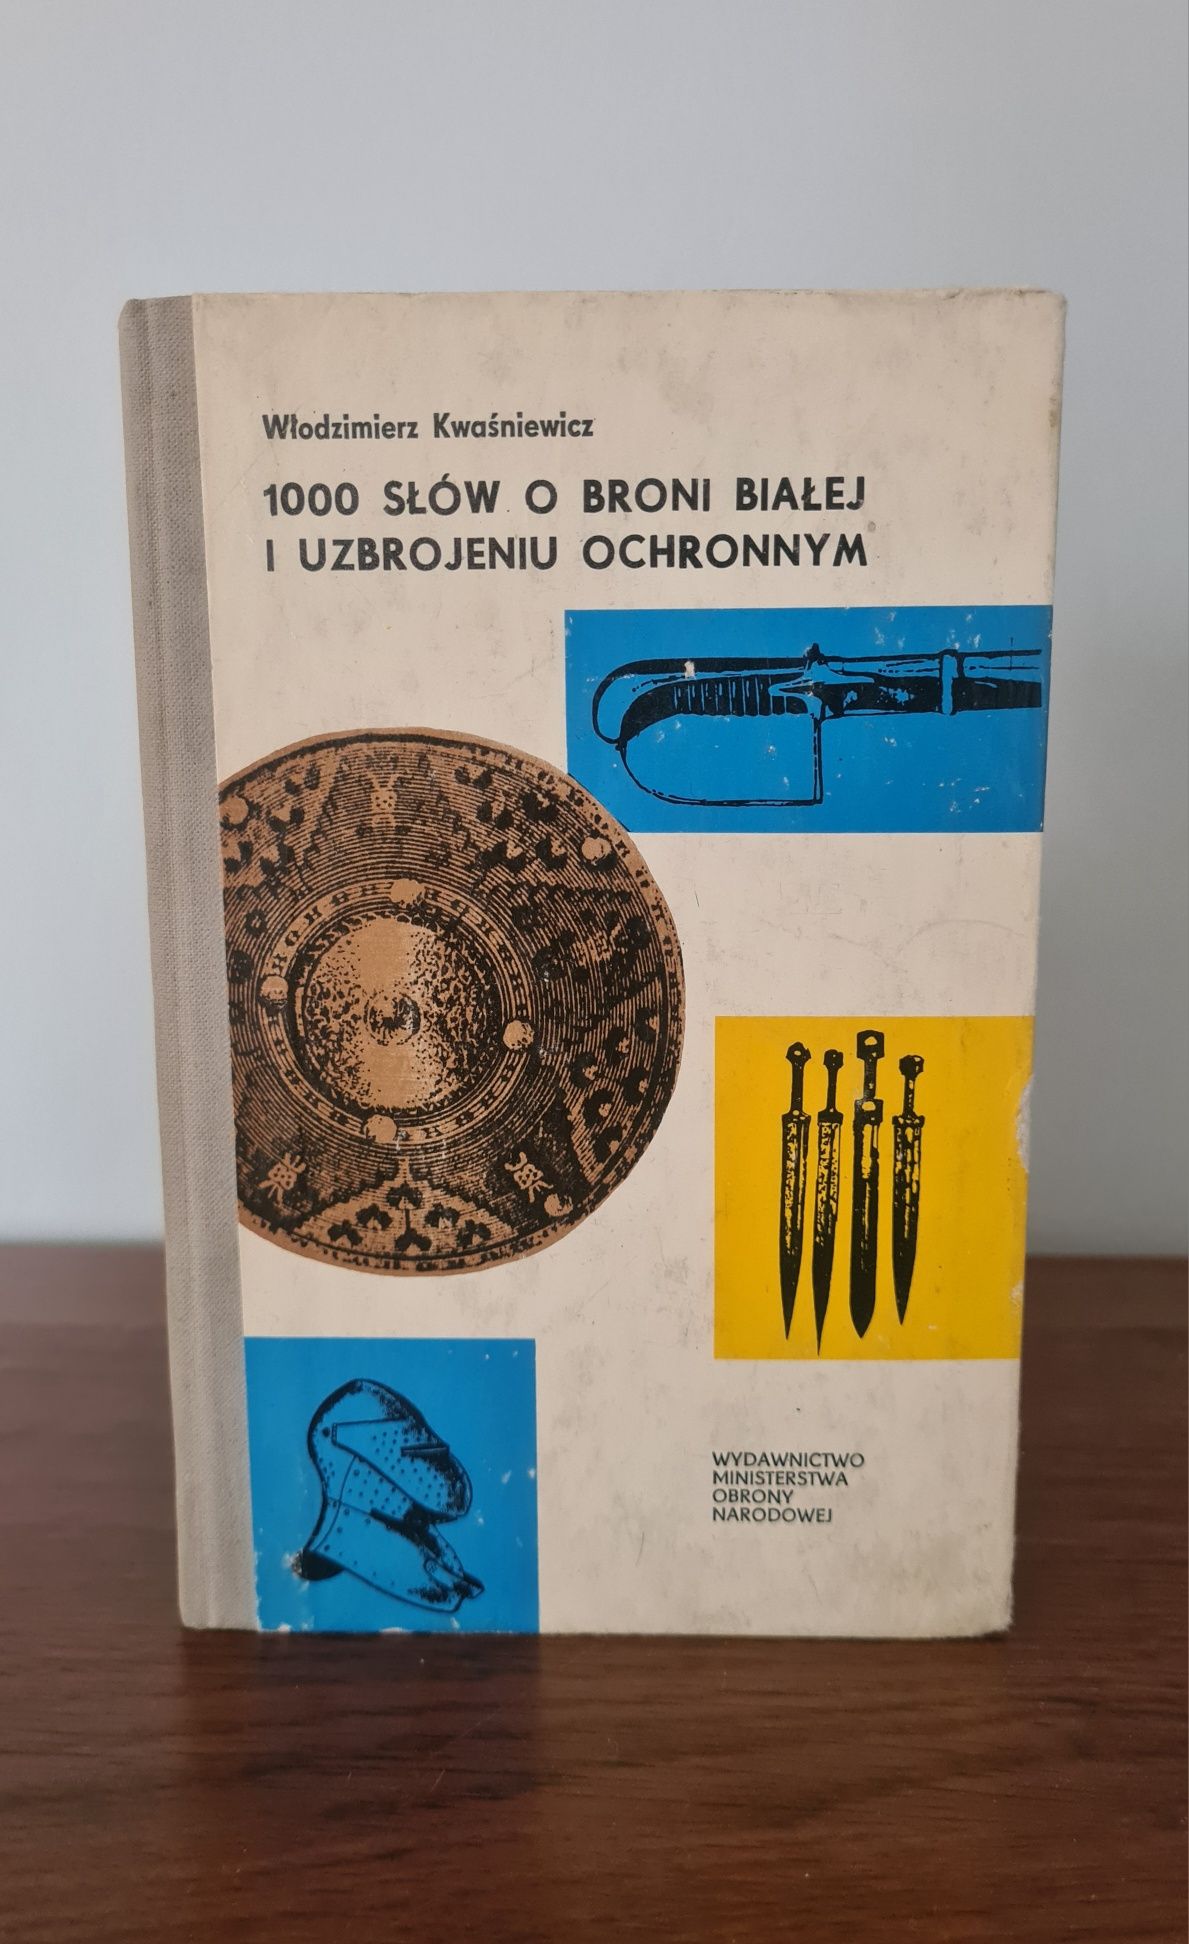 Włodzimierz Kwaśniewicz
1000 SŁÓW O BRONI BIAŁEJ
I UZBROJENIU OCHRONNYM
WYDAWNICTWO
MINISTERSTWA
OBRONY
NARODOWEJ